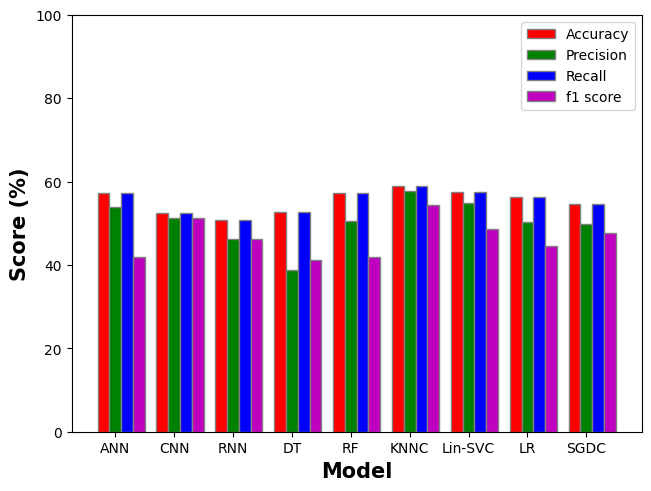 100
80
60
40
20
0
Score (%)
Accuracy
Precision
Recall
f1 score
ANN CNN RNN DT RF KNNC Lin-SVC LR SGDC
Model